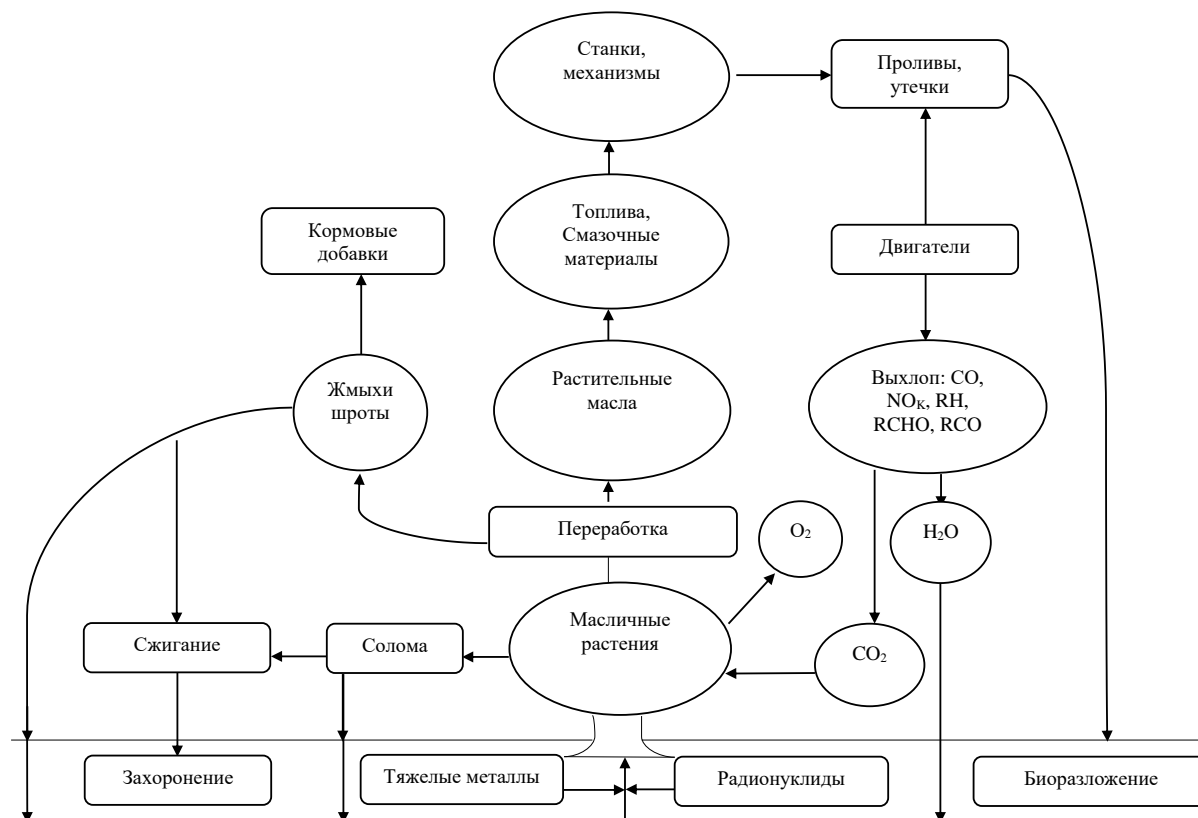 Станки,
механизмы
Проливы,
утечки
Топлива,
Смазочные
материалы
Кормовые
добавки
Двигатели
Жмыхи
шроты
Растительные
масла
Выхлоп: CO,
NOK, RH,
RCHO, RCO
Переработка
O2
H2O
Масличные
растения
Сжигание
Солома
CO2
Захоронение
Тяжелые металлы
Радионуклиды
Биоразложение